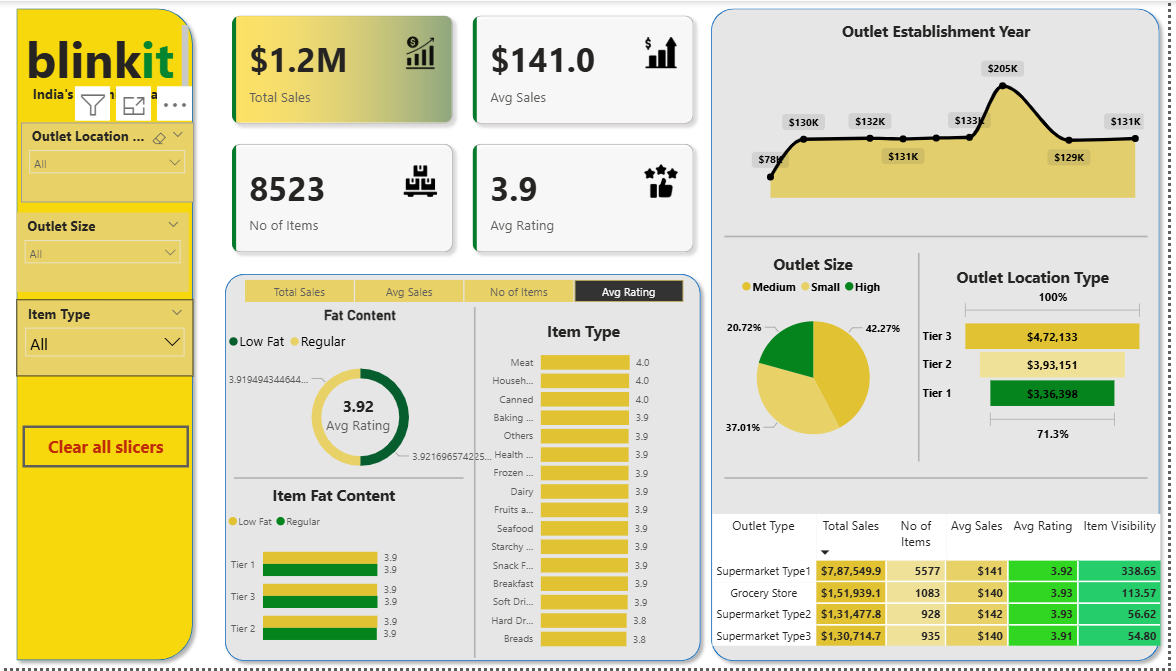 blinkit
India's
Outlet Location ...
All
Outlet Size
All
Item Type
All
Clear all slicers
$1.2M
Total Sales
$141.0
Avg Sales
8523
No of Items
3.9
Avg Rating
Total Sales Avg Sales No of Items Avg Rating
Fat Content
Low Fat Regular
3.919494344644...
3.92
Avg Rating
3.921696574225...
Item Fat Content
Low Fat Regular
Tier 1 3.9
3.9
Tier 3 3.9
3.9
Tier 2 3.9
3.9
Item Type
Meat 4.0
Househ... 4.0
Canned 4.0
Baking ... 3.9
Others 3.9
Health ... 3.9
Frozen ... 3.9
Dairy 3.9
Fruits a... 3.9
Seafood 3.9
Starchy ... 3.9
Snack F... 3.9
Breakfast 3.9
Soft Dri... 3.9
Hard Dr... 3.8
Breads 3.8
Outlet Establishment Year
$205K
$130K $132K $133K $131K
$78K $131K $129K
Outlet Size
Medium Small High
20.72% 42.27%
37.01%
Outlet Location Type
100%
Tier 3 $4,72,133
Tier 2 $3,93,151
Tier 1 $3,36,398
71.3%
Outlet Type Total Sales No of Items Avg Sales Avg Rating Item Visibility
Supermarket Type1 $7,87,549.9 5577 $141 3.92 338.65
Grocery Store $1,51,939.1 1083 $140 3.93 113.57
Supermarket Type2 $1,31,477.8 928 $142 3.93 56.62
Supermarket Type3 $1,30,714.7 935 $140 3.91 54.80